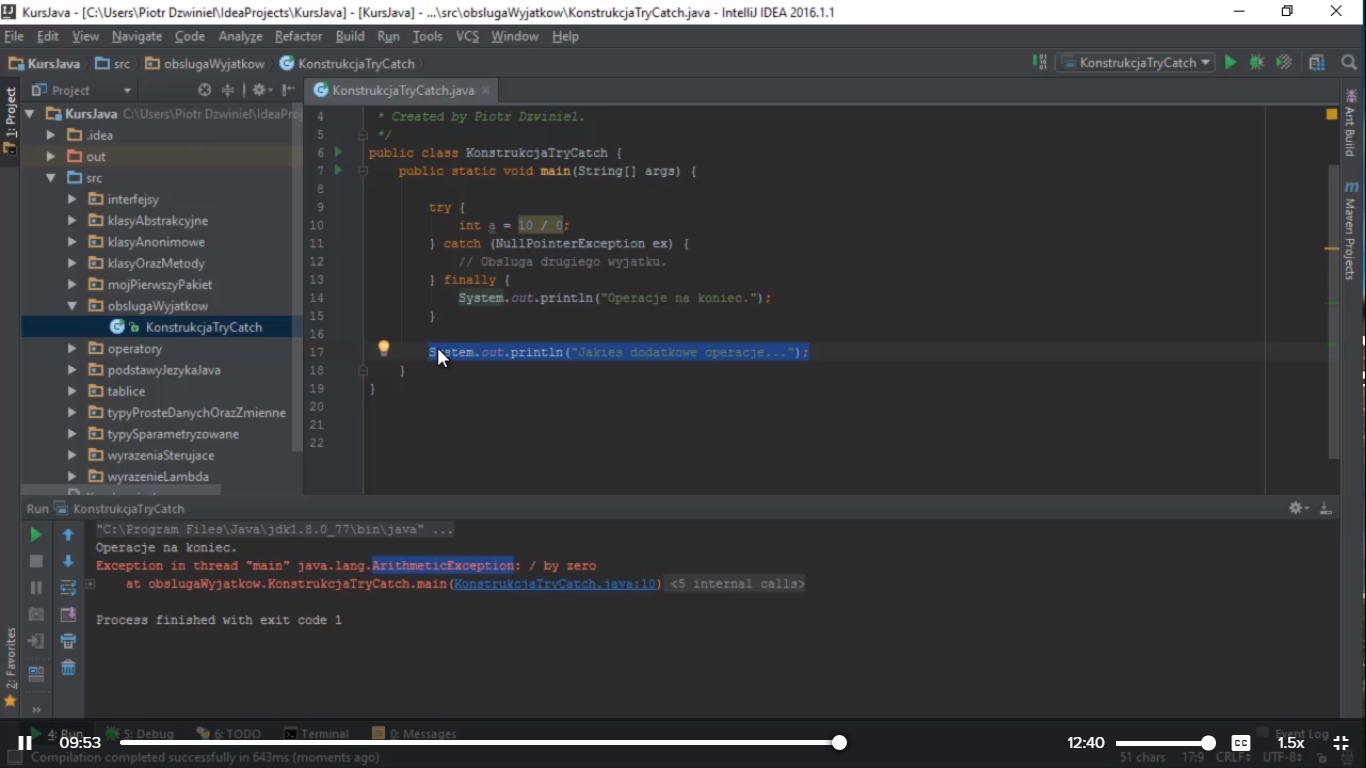 KursJava - [C:\Users\Piotr Dzwiniel\IdeaProjects\KursJava] - [KursJava] - ...\src\obslugaWyjatkow\KonstrukcjaTryCatch.java - IntelliJ IDEA 2016.1.1
File Edit View Navigate Code Analyze Refactor Build Run Tools VCS Window Help
KursJava src obslugaWyjatkow KonstrukcjaTryCatch KonstrukcjaTryCatch
Project KonstrukcjaTryCatch.java
1: Project
2: Favorites
KursJava C:\Users\Piotr Dzwiniel\IdeaPro
.idea
out
src
interfejsy
klasyAbstrakcyjne
klasyAnonimowe
klasyOrazMetody
mojPierwszyPakiet
obslugaWyjatkow
KonstrukcjaTryCatch
operatory
podstawyJezykaJava
tablice
typyProsteDanychOrazZmienne
typySparametryzowane
wyrazeniaSterujace
wyrazenieLambda
4 * Created by Piotr Dzwiniel.
5 */
6 public class KonstrukcjaTryCatch {
7 public static void main(String[] args) {
8
9 try {
10 int a = 10 / 0;
11 } catch (NullPointerException ex) {
12 // Obsluga drugiego wyjatku.
13 } finally {
14 System.out.println("Operacje na koniec.");
15 }
16
17 System.out.println("Jakies dodatkowe operacje...");
18 }
19 }
20
21
22
Ant Build
m Maven Projects
Run KonstrukcjaTryCatch
"C:\Program Files\Java\jdk1.8.0_77\bin\java" ...
Operacje na koniec.
Exception in thread "main" java.lang.ArithmeticException: / by zero
at obslugaWyjatkow.KonstrukcjaTryCatch.main(KonstrukcjaTryCatch.java:10) <5 internal calls>
Process finished with exit code 1
4: Run 5: Debug 6: TODO Terminal 0: Messages Event Log
09:53 12:40 CC 1.5x
Compilation completed successfully in 643ms (moments ago) 51 chars 17:9 CRLF÷ UTF-8÷